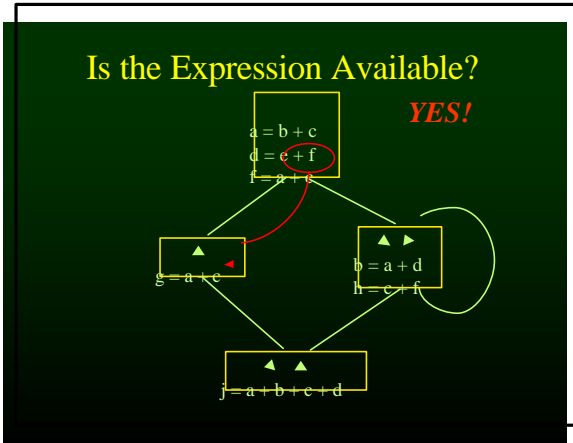 Is the Expression Available?
YES!
a = b + c
d = e + f
f = a + c
g = a + c
b = a + d
h = c + f
j = a + b + c + d